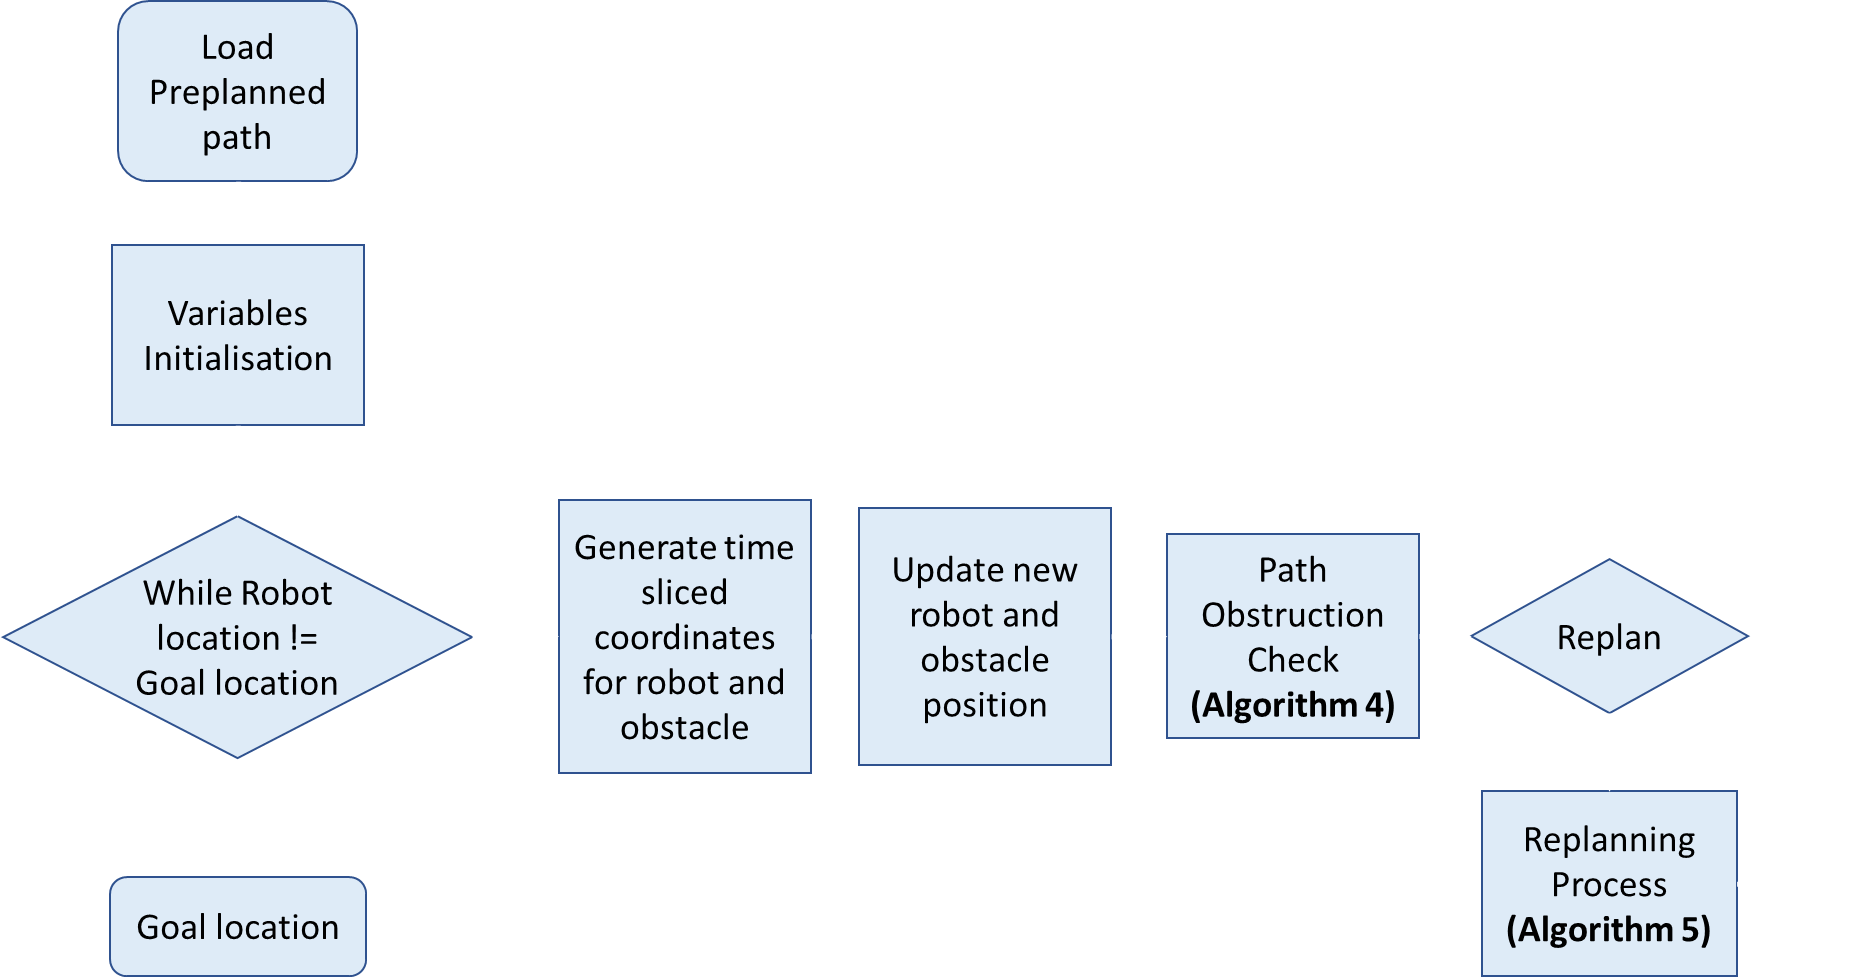 Load
Preplanned
path
Variables
Initialisation
While Robot
location !=
Goal location
Generate time
sliced
coordinates
for robot and
obstacle
Update new
robot and
obstacle
position
Path
Obstruction
Check
(Algorithm 4)
Replan
Replanning
Process
(Algorithm 5)
Goal location